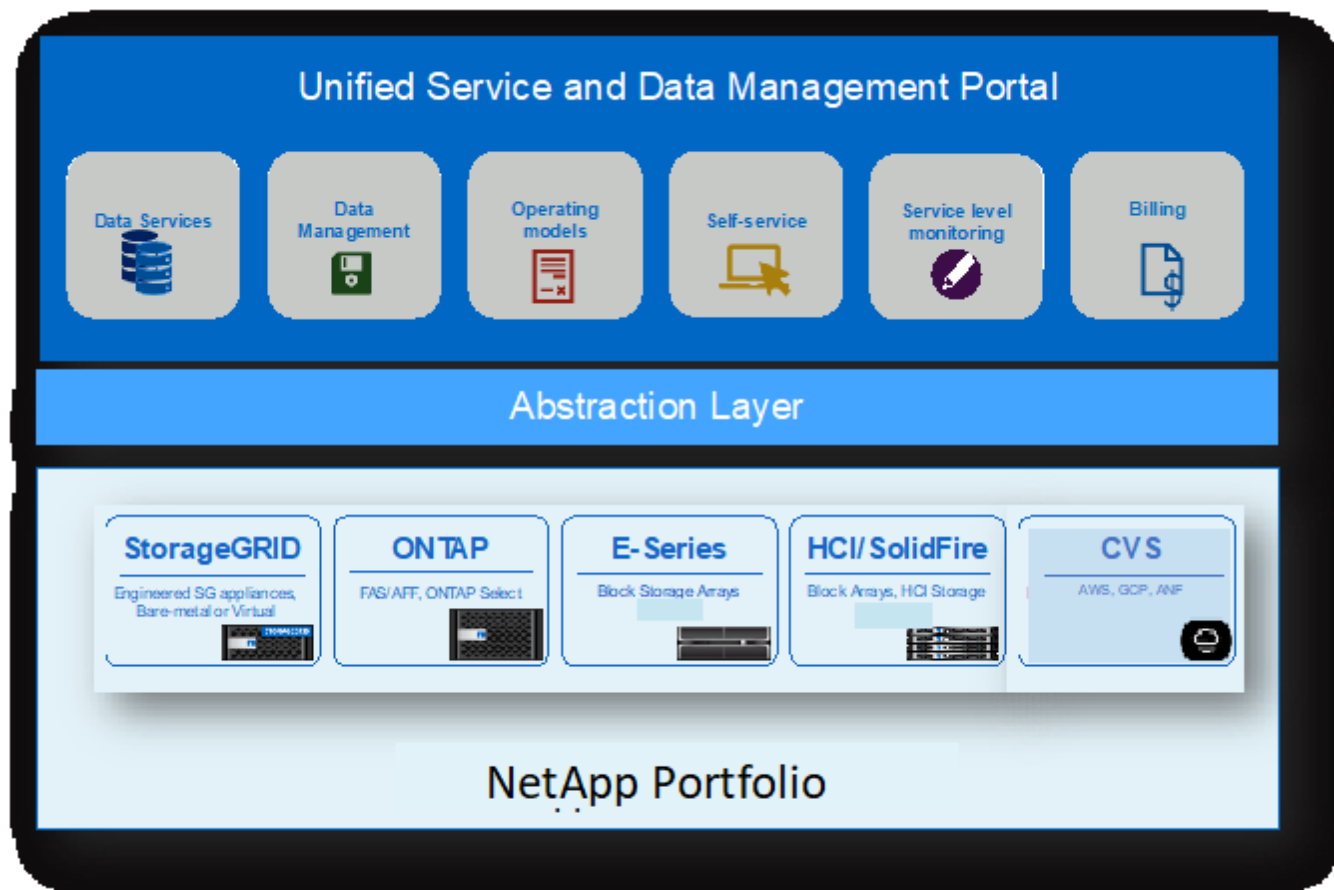 Unified Service and Data Management Portal
Data Services
Data
Management
Operating
models
Self-service
Service level
monitoring
Billing
Abstraction Layer
StorageGRID
Engineered SG appliances,
Bare-metal or Virtual
ONTAP
FAS/AFF, ONTAP Select
E-Series
Block Storage Arrays
HCI/SolidFire
Block Arrays, HCI Storage
CVS
AWS, GCP, ANF
NetApp Portfolio